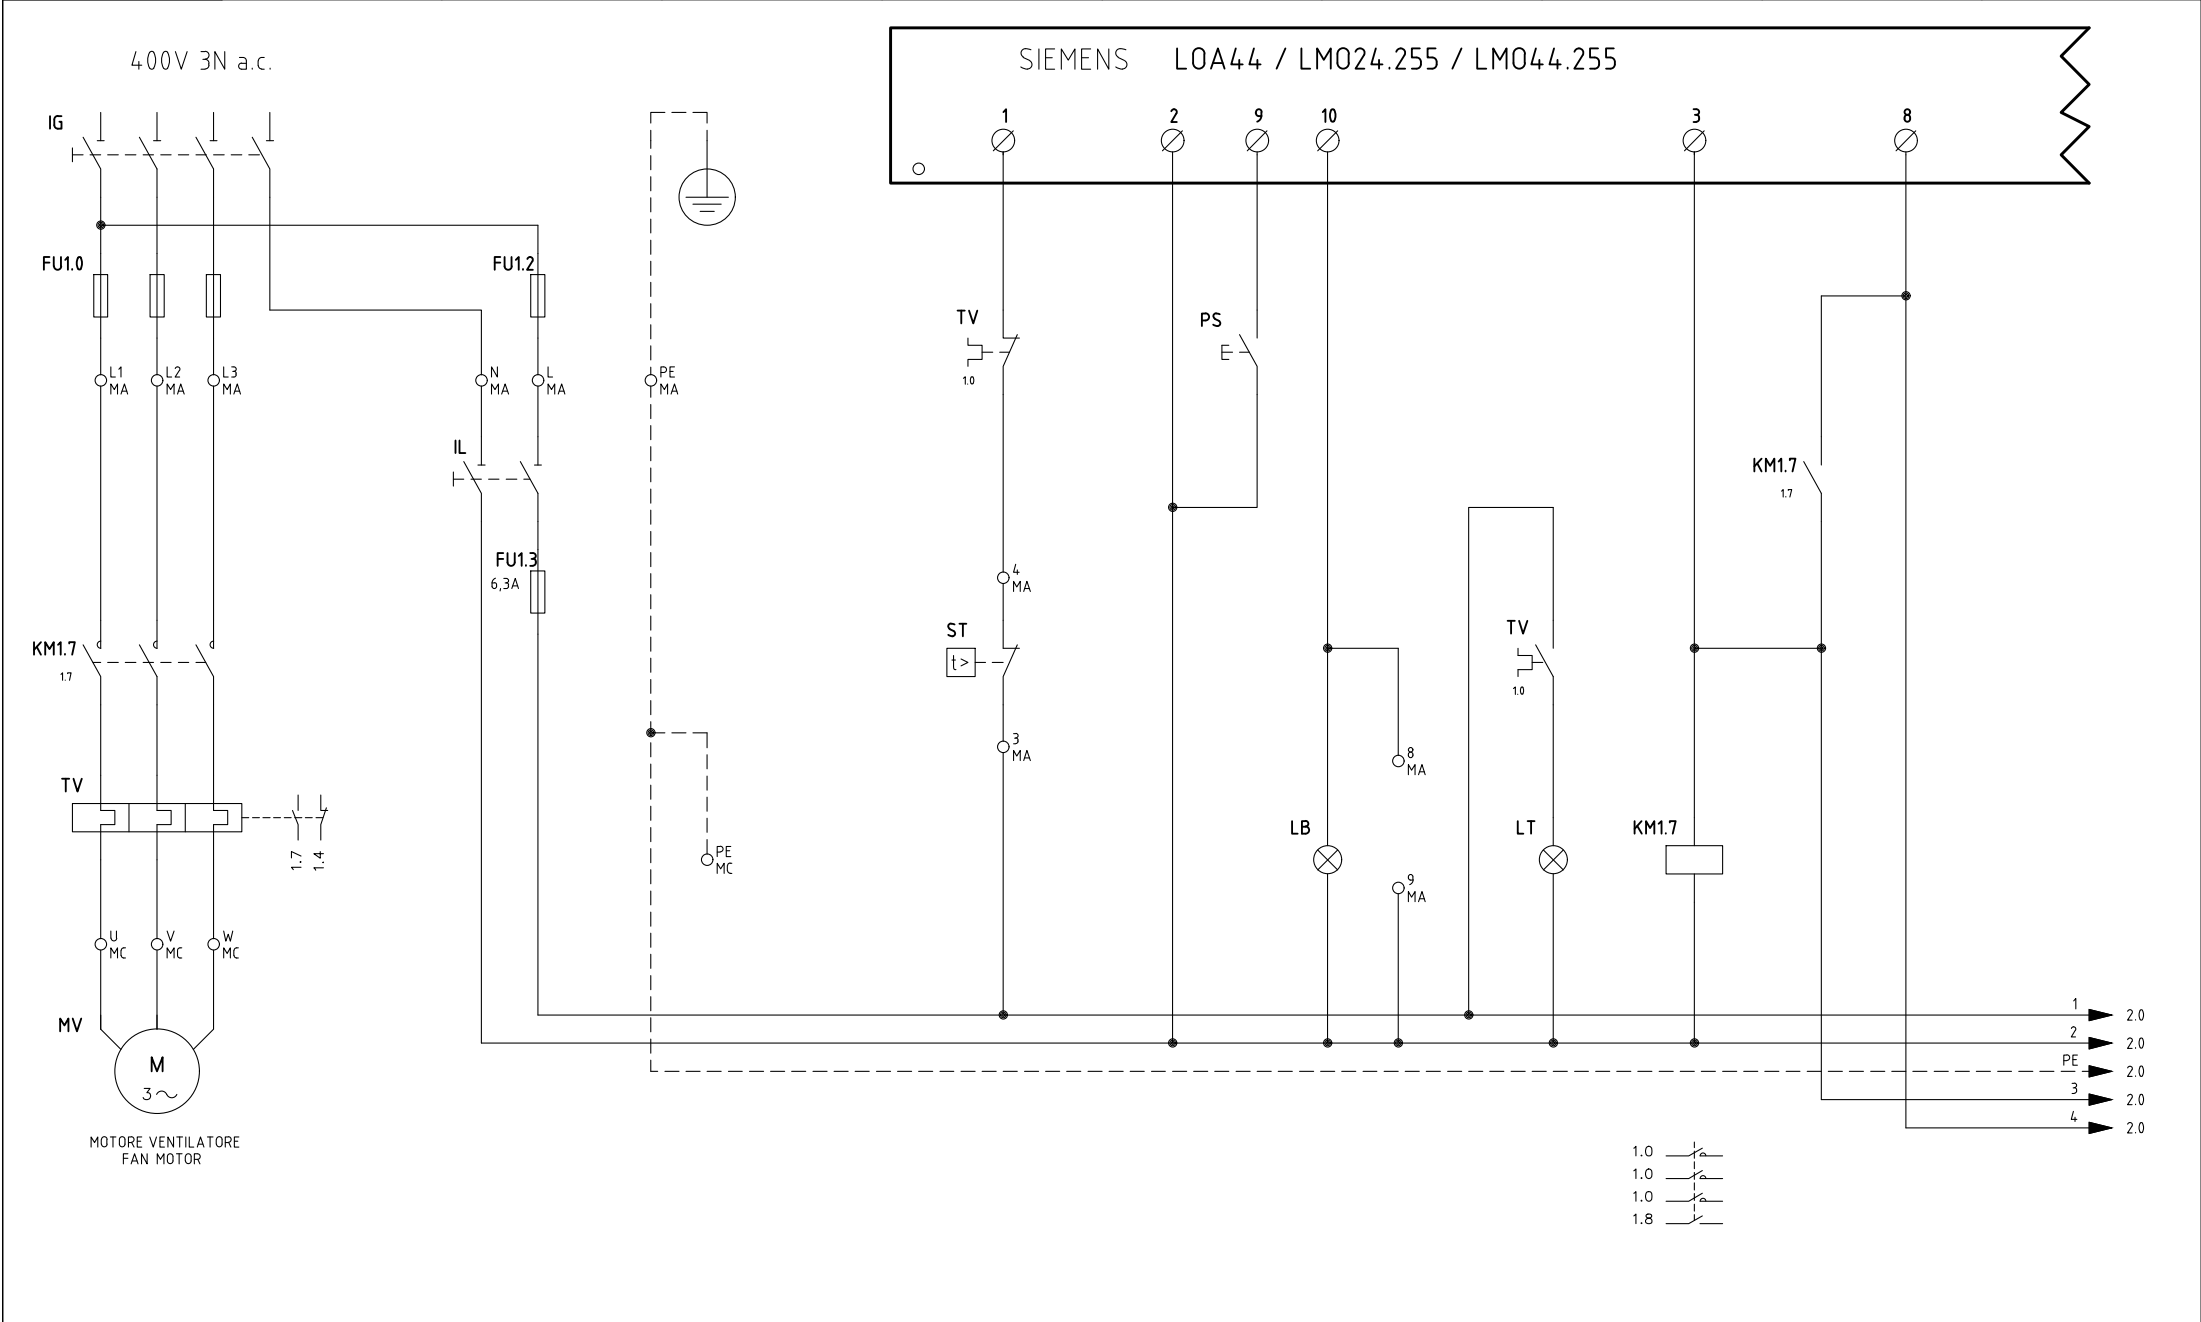 400V 3N a.c.
SIEMENS LOA44 / LMO24.255 / LMO44.255
1 2 9 10 3 8
IG
FU1.0
FU1.2
TV
1.0
PS
L1
MA
L2
MA
L3
MA
N
MA
L
MA
PE
MA
IL
KM1.7
1.7
FU1.3
6,3A
4
MA
ST
t>
3
MA
KM1.7
1.7
TV
1.0
8
MA
TV
1.7
1.4
PE
MC
LB
LT
KM1.7
9
MA
U
MC
V
MC
W
MC
MV
M
3~
MOTORE VENTILATORE
FAN MOTOR
1 2.0
2 2.0
PE 2.0
3 2.0
4 2.0
1.0
1.0
1.0
1.8